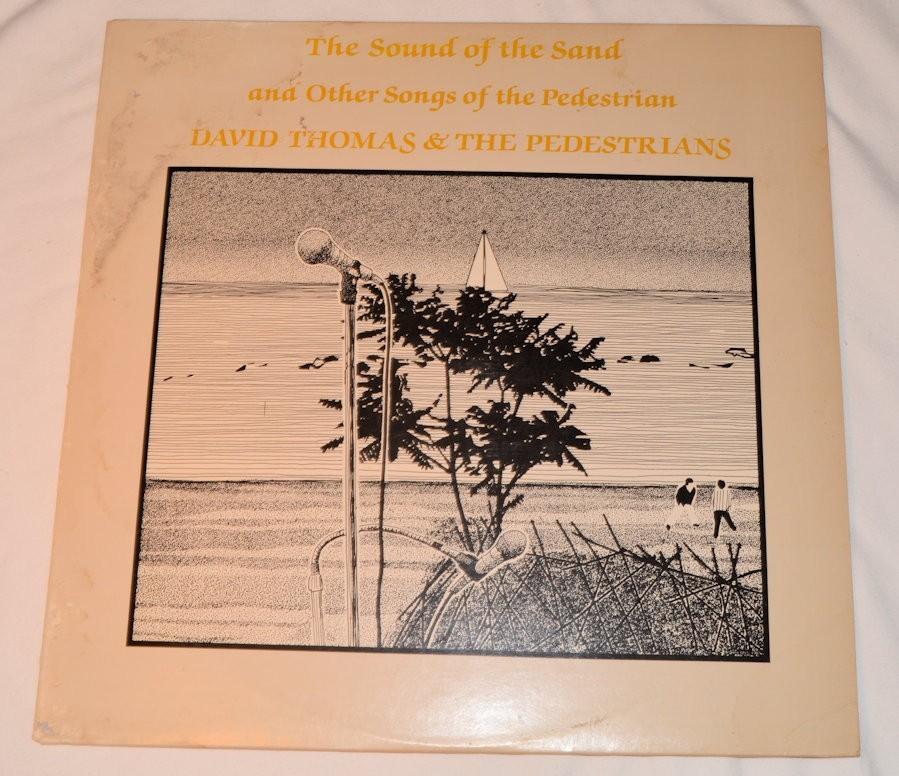 The Sound of the Sand
and Other Songs of the Pedestrian
DAVID THOMAS & THE PEDESTRIANS